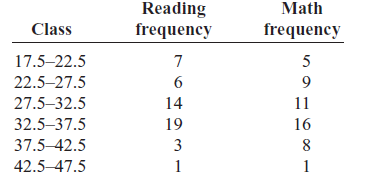 Reading Math
Class frequency frequency
17.5–22.5 7 5
22.5–27.5 6 9
27.5–32.5 14 11
32.5–37.5 19 16
37.5–42.5 3 8
42.5–47.5 1 1